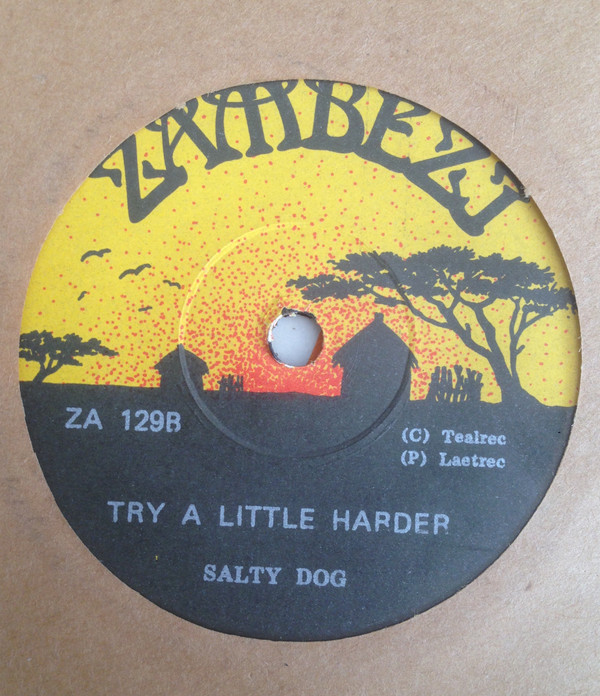 ZAMBEZI
ZA 129B
(C) Tealrec
(P) Laetrec
TRY A LITTLE HARDER
SALTY DOG